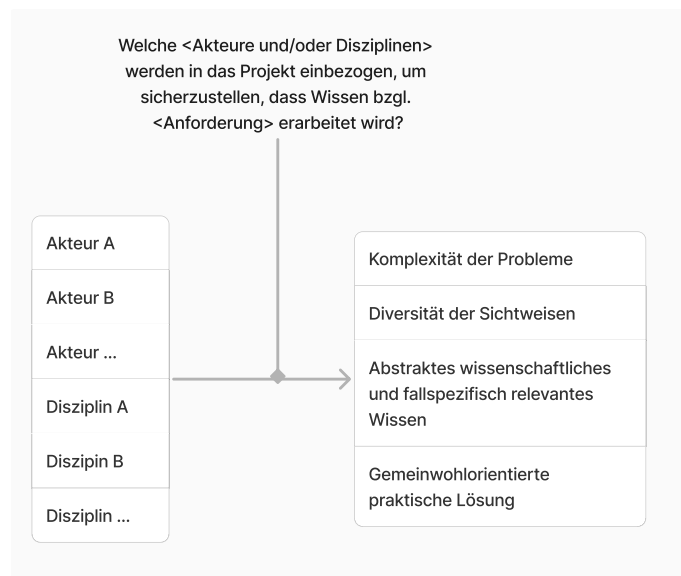 Welche <Akteure und/oder Disziplinen>
werden in das Projekt einbezogen, um
sicherzustellen, dass Wissen bzgl.
<Anforderung> erarbeitet wird?
Akteur A
Akteur B
Akteur ...
Disziplin A
Diszipin B
Disziplin ...
Komplexität der Probleme
Diversität der Sichtweisen
Abstraktes wissenschaftliches
und fallspezifisch relevantes
Wissen
Gemeinwohlorientierte
praktische Lösung